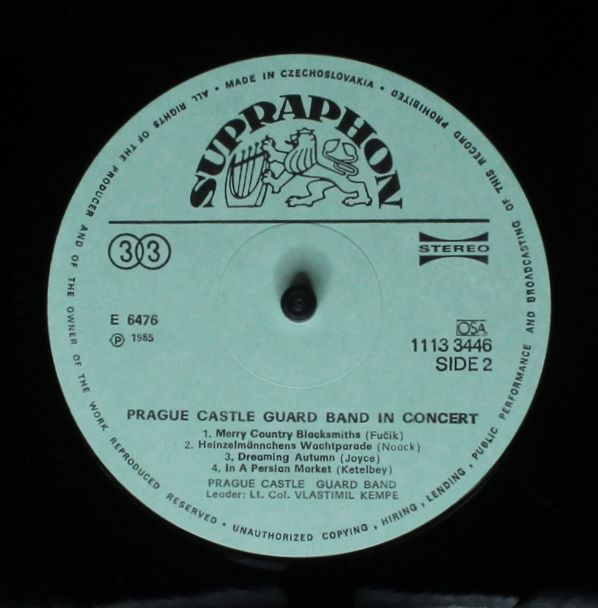 MADE IN CZECHOSLOVAKIA • ALL RIGHTS OF THE PRODUCER AND OF THE OWNER OF THE WORK REPRODUCED RESERVED • UNAUTHORIZED COPYING, HIRING, LENDING, PUBLIC PERFORMANCE AND BROADCASTING OF THIS RECORD PROHIBITED •
SUPRAPHON
33
STEREO
E 6476
OSA
Ⓟ 1985
1113 3446
SIDE 2
PRAGUE CASTLE GUARD BAND IN CONCERT
1. Merry Country Blacksmiths (Fučik)
2. Heinzelmännchens Wachtparade (Noock)
3. Dreaming Autumn (Joyce)
4. In A Persian Market (Ketelbey)
PRAGUE CASTLE GUARD BAND
Leader: Lt. Col. VLASTIMIL KEMPE